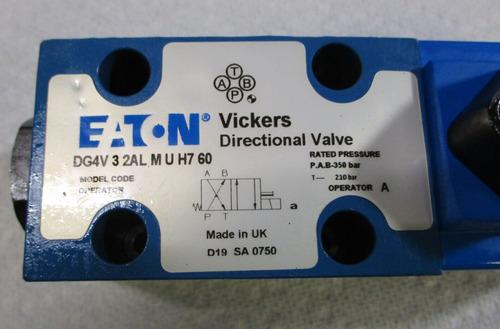 T
A B
P
EATON® Vickers
Directional Valve
DG4V 3 2AL M U H7 60
RATED PRESSURE
P.A.B-350 bar
T— 210 bar
MODEL CODE
OPERATOR
OPERATOR A
A B
a
P T
Made in UK
D19 SA 0750